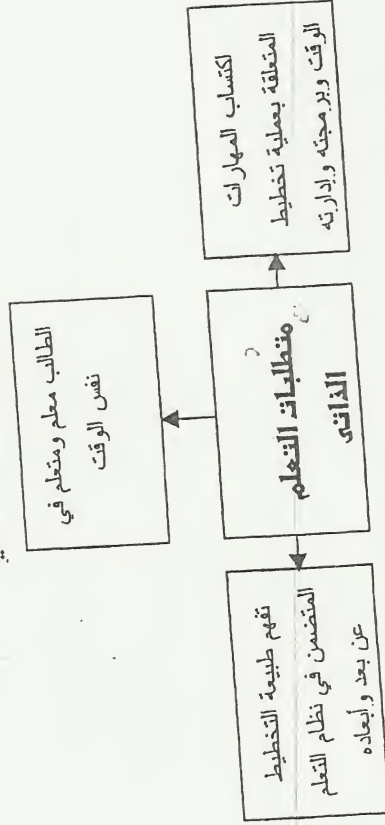 الطالب معلم ومتعلم في
نفس الوقت
اكتساب المهارات
المتعلقة بعملية تخطيط
الوقت وبرمجته وإدارته
متطلبات التعلم
الذاتى
تفهم طبيعة التخطيط
المتضمن في نظام التعلم
عن بعد وأبعاده